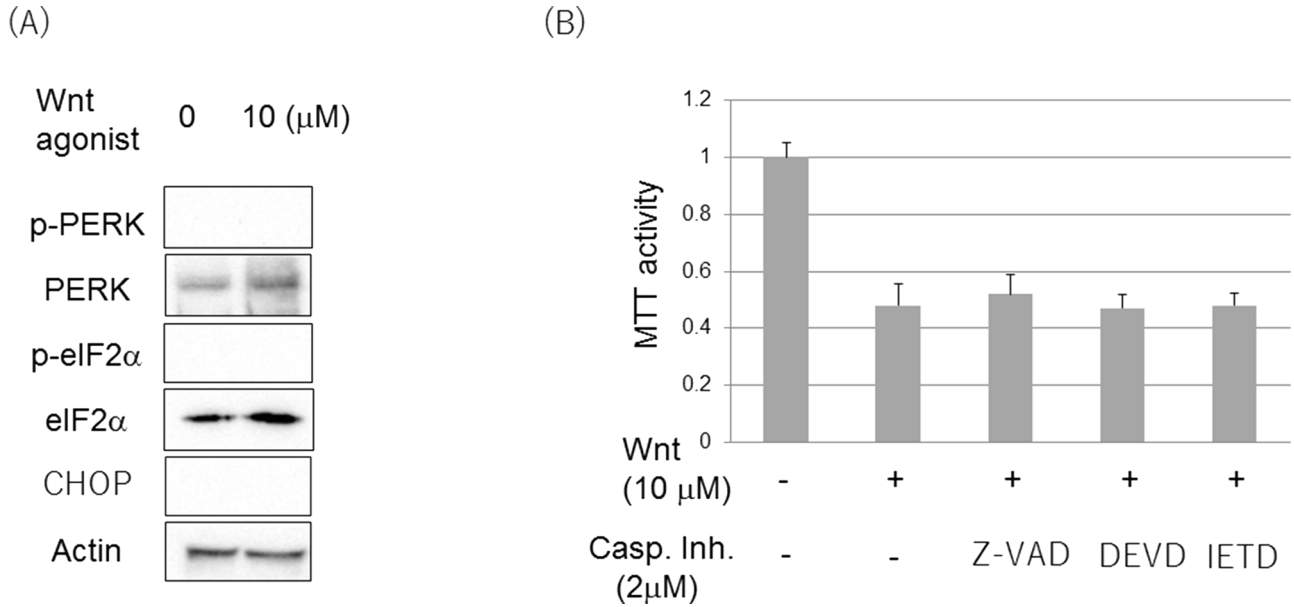 (A)
Wnt
agonist
0 10 (μM)
p-PERK
PERK
p-eIF2α
eIF2α
CHOP
Actin
(B)
MTT activity
1.2
1
0.8
0.6
0.4
0.2
0
Wnt
(10 μM)
- + + + +
Casp. Inh.
(2μM)
- - Z-VAD DEVD IETD